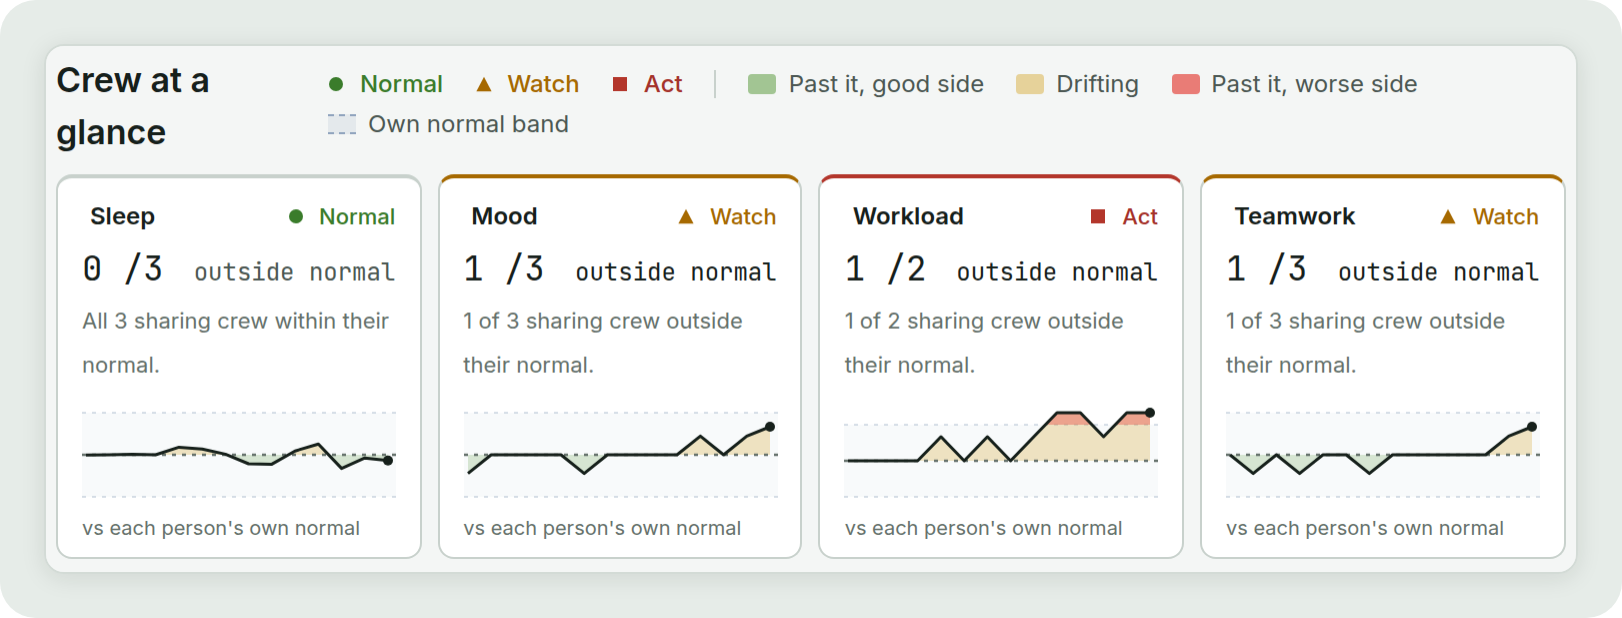 Crew at a
glance
Normal Watch Act Past it, good side Drifting Past it, worse side
Own normal band
Sleep Normal
0 /3 outside normal
All 3 sharing crew within their
normal.
vs each person's own normal
Mood Watch
1 /3 outside normal
1 of 3 sharing crew outside
their normal.
vs each person's own normal
Workload Act
1 /2 outside normal
1 of 2 sharing crew outside
their normal.
vs each person's own normal
Teamwork Watch
1 /3 outside normal
1 of 3 sharing crew outside
their normal.
vs each person's own normal